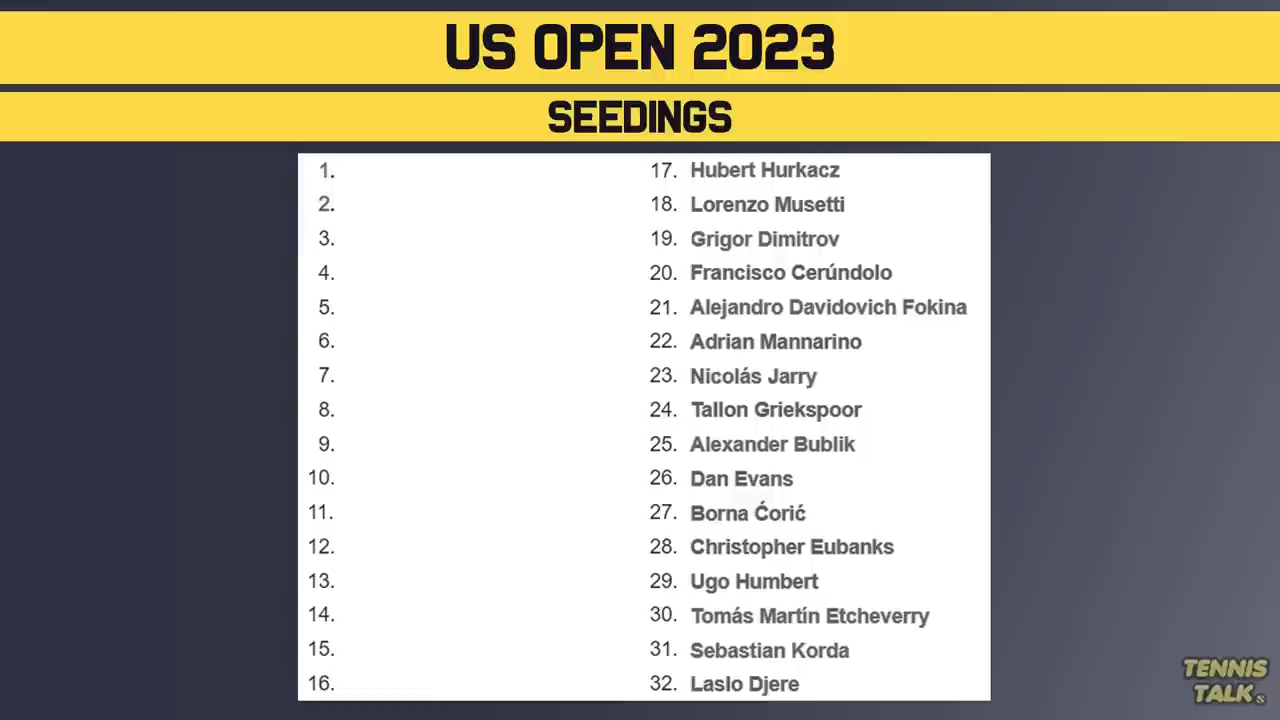 US OPEN 2023
SEEDINGS
1.
2.
3.
4.
5.
6.
7.
8.
9.
10.
11.
12.
13.
14.
15.
16.
17. Hubert Hurkacz
18. Lorenzo Musetti
19. Grigor Dimitrov
20. Francisco Cerúndolo
21. Alejandro Davidovich Fokina
22. Adrian Mannarino
23. Nicolás Jarry
24. Tallon Griekspoor
25. Alexander Bublik
26. Dan Evans
27. Borna Ćorić
28. Christopher Eubanks
29. Ugo Humbert
30. Tomás Martín Etcheverry
31. Sebastian Korda
32. Laslo Djere
TENNIS
TALK